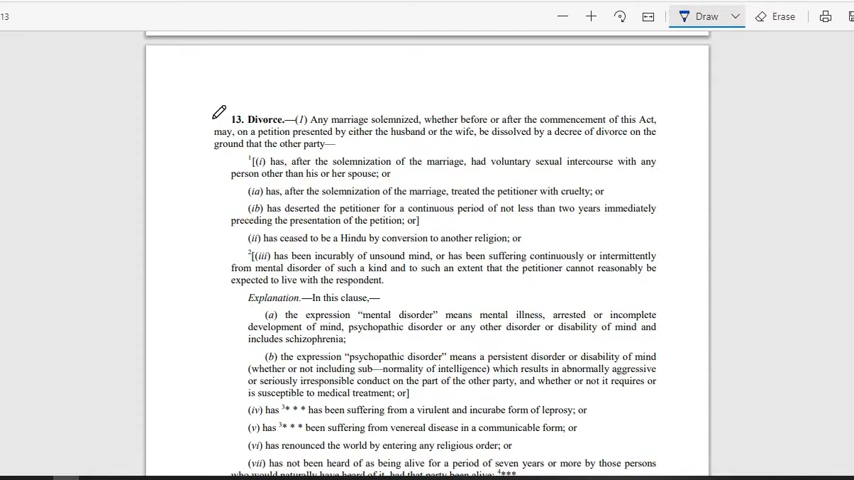 13
Draw
Erase
13. Divorce.—(1) Any marriage solemnized, whether before or after the commencement of this Act,
may, on a petition presented by either the husband or the wife, be dissolved by a decree of divorce on the
ground that the other party—
1[(i) has, after the solemnization of the marriage, had voluntary sexual intercourse with any
person other than his or her spouse; or
(ia) has, after the solemnization of the marriage, treated the petitioner with cruelty; or
(ib) has deserted the petitioner for a continuous period of not less than two years immediately
preceding the presentation of the petition; or]
(ii) has ceased to be a Hindu by conversion to another religion; or
2[(iii) has been incurably of unsound mind, or has been suffering continuously or intermittently
from mental disorder of such a kind and to such an extent that the petitioner cannot reasonably be
expected to live with the respondent.
Explanation.—In this clause,—
(a) the expression “mental disorder” means mental illness, arrested or incomplete
development of mind, psychopathic disorder or any other disorder or disability of mind and
includes schizophrenia;
(b) the expression “psychopathic disorder” means a persistent disorder or disability of mind
(whether or not including sub—normality of intelligence) which results in abnormally aggressive
or seriously irresponsible conduct on the part of the other party, and whether or not it requires or
is susceptible to medical treatment; or]
(iv) has 3* * * has been suffering from a virulent and incurabe form of leprosy; or
(v) has 3* * * been suffering from venereal disease in a communicable form; or
(vi) has renounced the world by entering any religious order; or
(vii) has not been heard of as being alive for a period of seven years or more by those persons
who would naturally have heard of it, had that party been alive; 4***